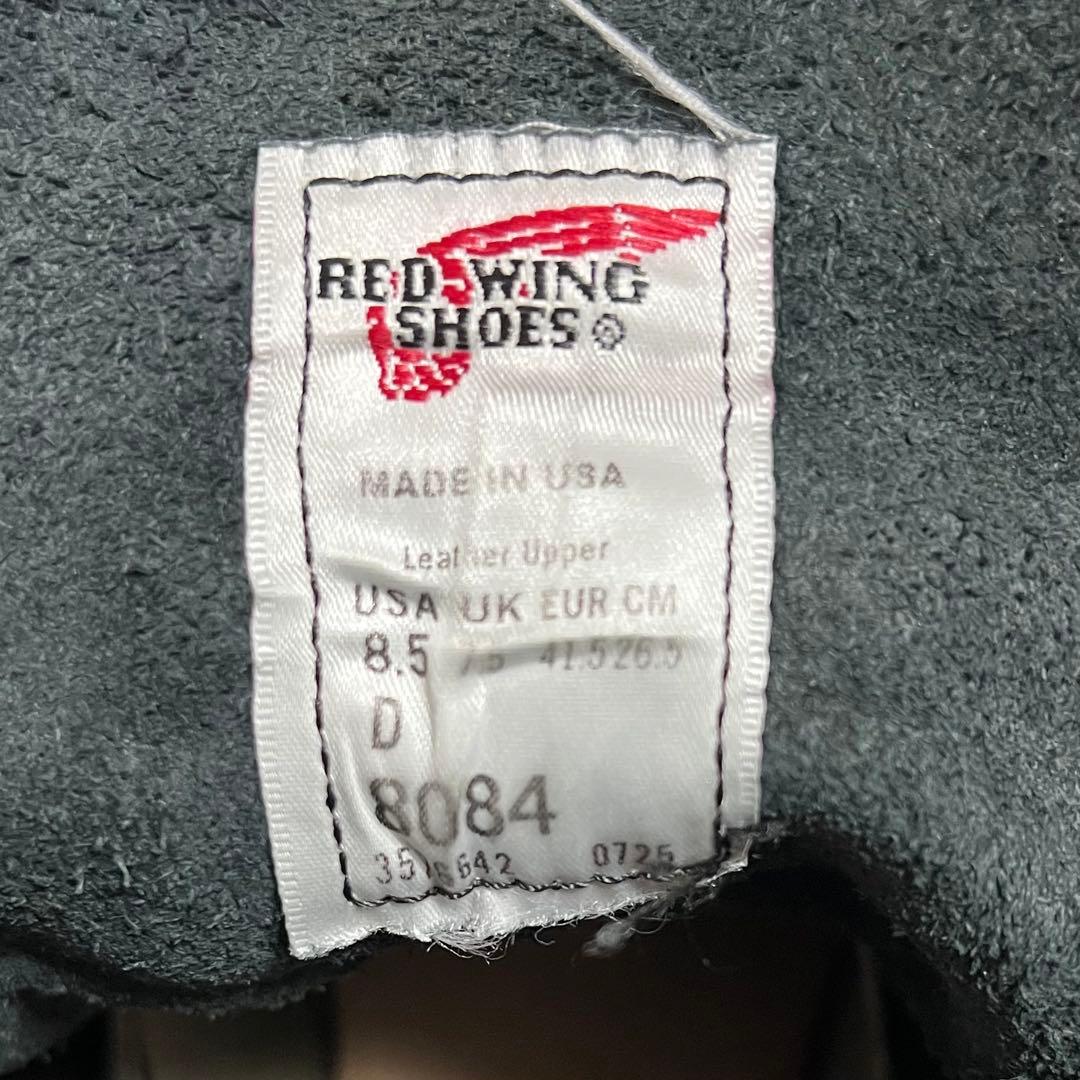 RED WING
SHOES ®
MADE IN USA
Leather Upper
USA UK EUR CM
8.5 7.5 41.5 26.5
D
8084
0725